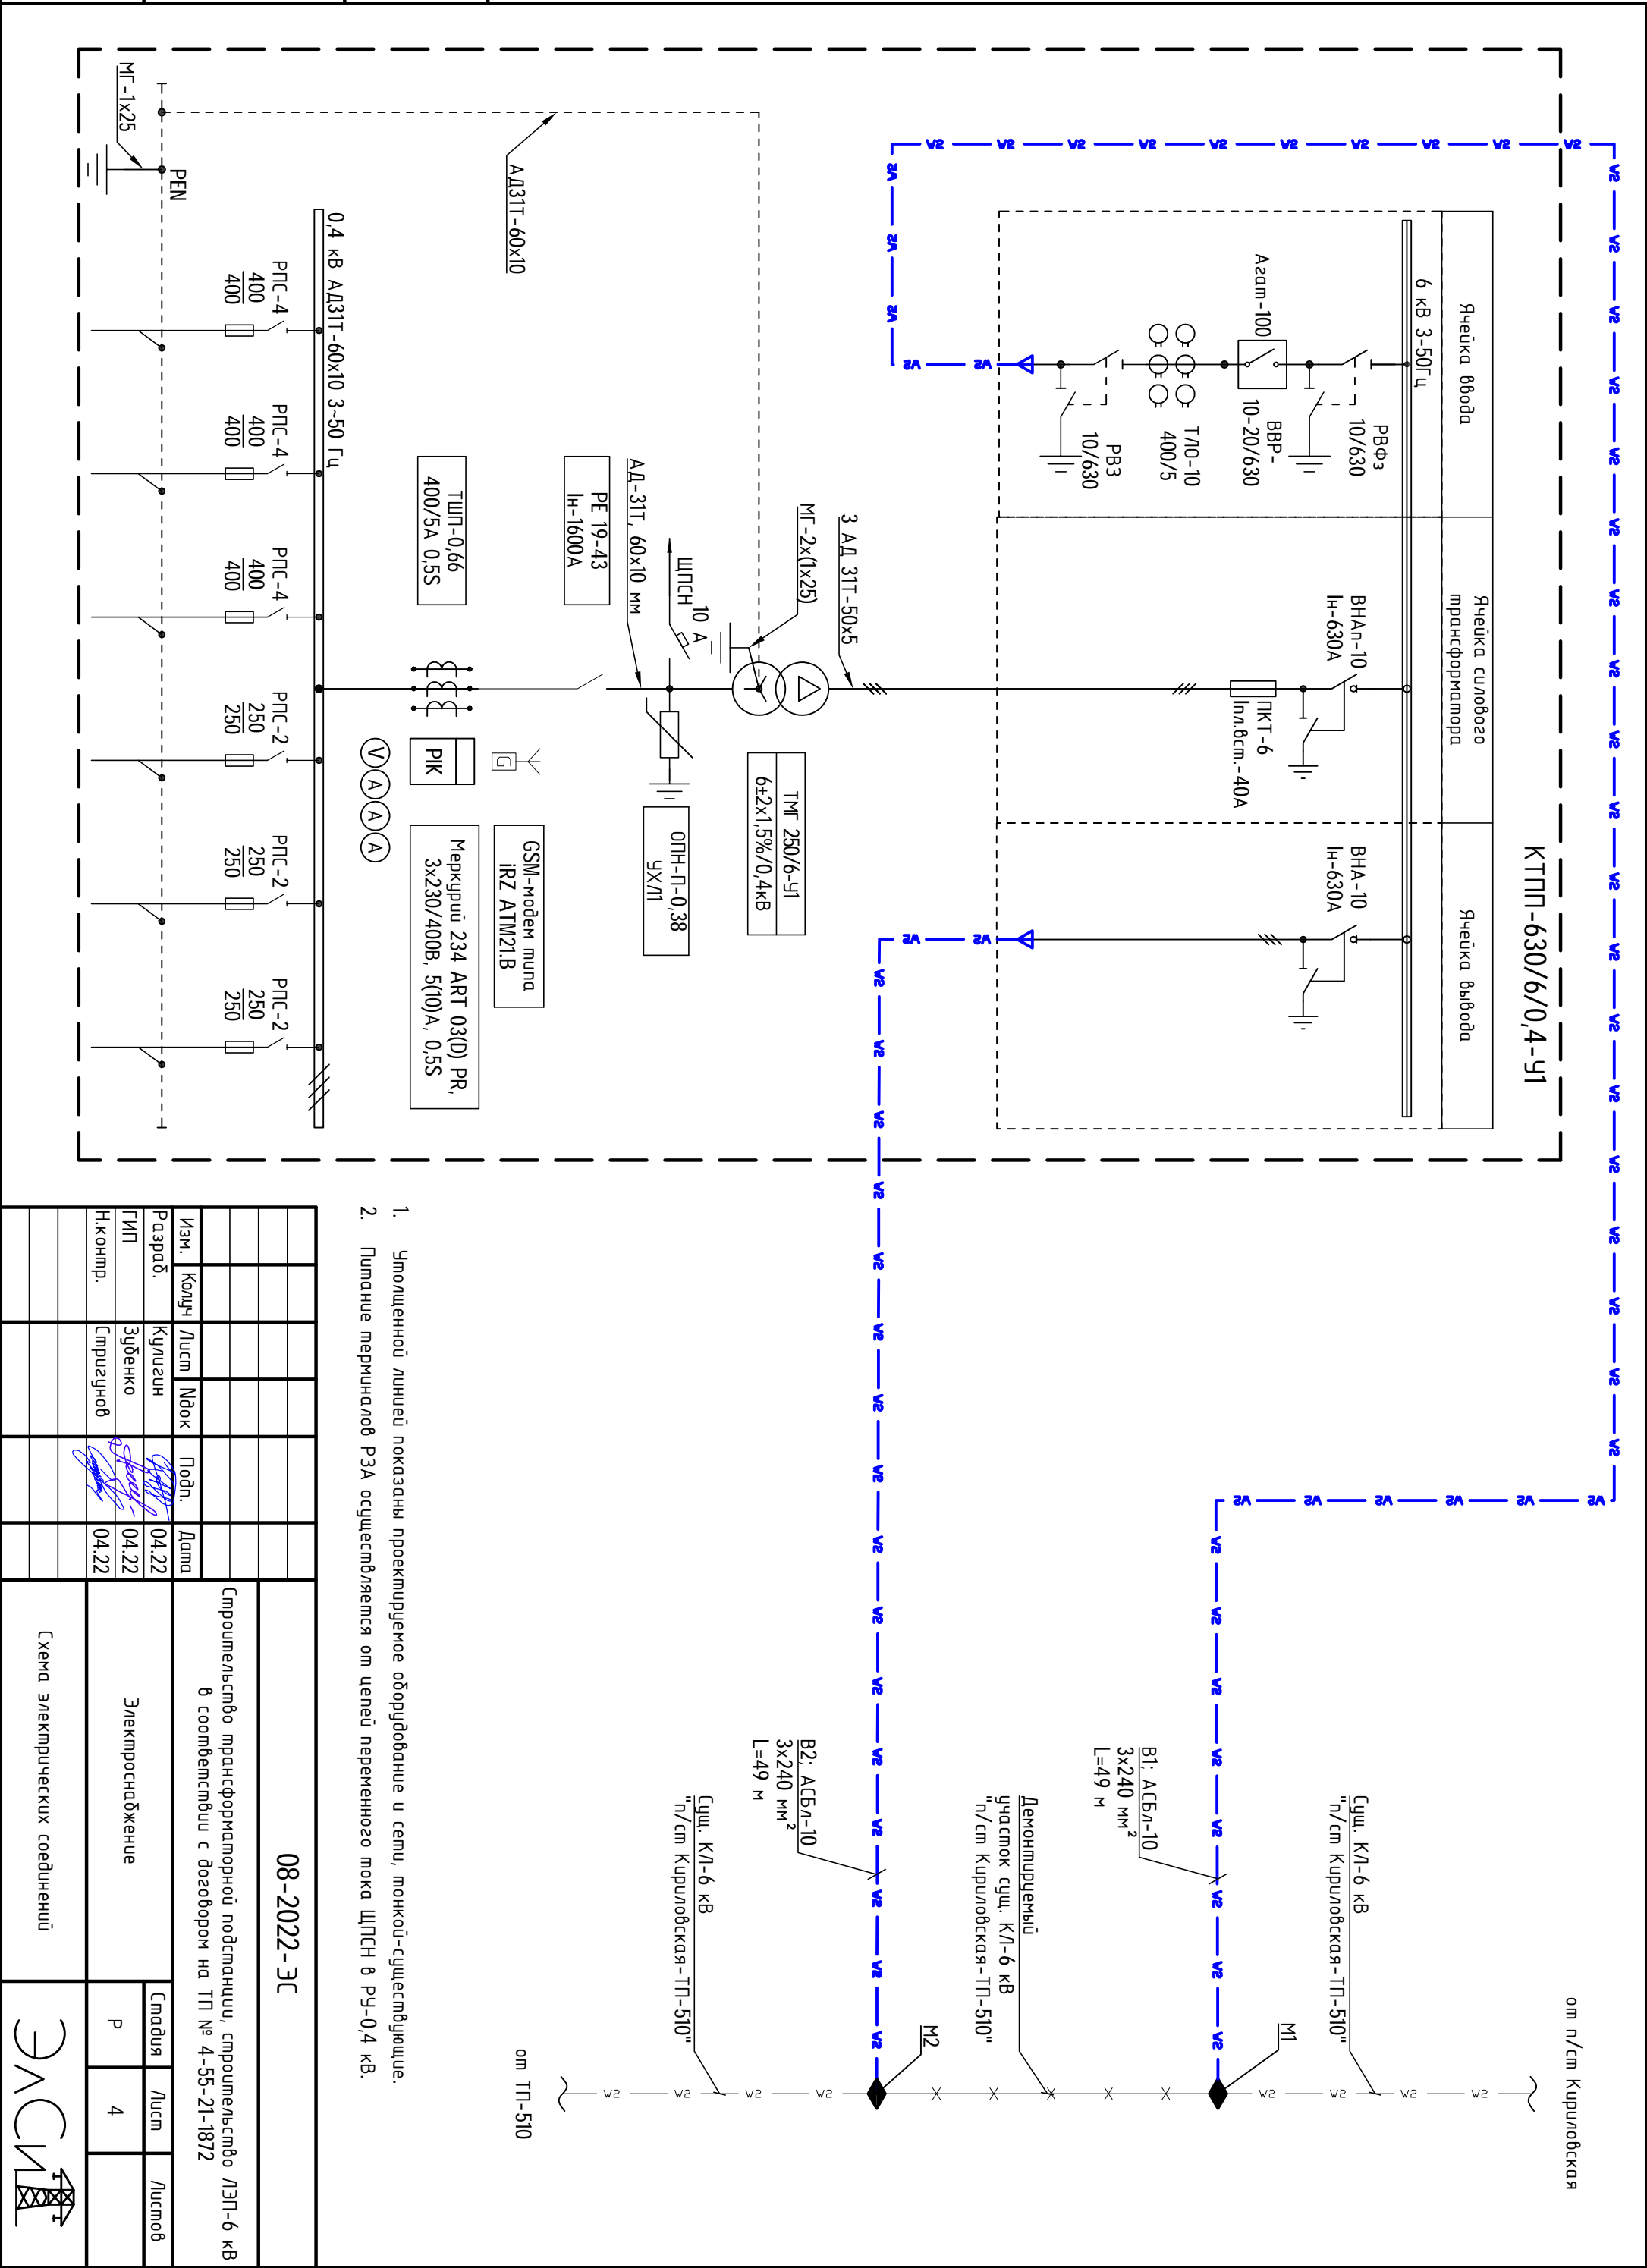 КТПП-630/6/0,4-У1
Ячейка ввода
Ячейка силового
трансформатора
Ячейка вывода
6 кВ 3~50Гц
РВФз
10/630
Агат-100
ВВР-
10-20/630
ТЛО-10
400/5
РВЗ
10/630
ВНАп-10
Iн-630А
ПКТ-6
Iпл.вст.-40А
ВНА-10
Iн-630А
3 АД 31Т-50х5
МГ-2х(1х25)
ТМГ 250/6-У1
6±2х1,5%/0,4кВ
ЩПСН
10 А
АД-31Т, 60х10 мм
ОПН-П-0,38
УХЛ1
РЕ 19-43
Iн-1600А
GSM-модем типа
iRZ ATM21.B
G
ТШП-0,66
400/5А 0,5S
PIK
Меркурий 234 ART 03(D) PR,
3х230/400В, 5(10)А, 0,5S
V A A A
АД31Т-60х10
0,4 кВ АД31Т-60х10 3~50 Гц
РПС-4
400
400
РПС-4
400
400
РПС-4
400
400
РПС-2
250
250
РПС-2
250
250
РПС-2
250
250
PEN
МГ-1х25
от п/ст Кириловская
W2 W2 W2 W2
Сущ. КЛ-6 кВ
"п/ст Кириловская-ТП-510"
М1
В1; АСБл-10
3х240 мм²
L=49 м
Демонтируемый
участок сущ. КЛ-6 кВ
"п/ст Кириловская-ТП-510"
М2
В2; АСБл-10
3х240 мм²
L=49 м
Сущ. КЛ-6 кВ
"п/ст Кириловская-ТП-510"
W2 W2 W2 W2
от ТП-510
1. Утолщенной линией показаны проектируемое оборудование и сети, тонкой-существующие.
2. Питание терминалов РЗА осуществляется от цепей переменного тока ЩПСН в РУ-0,4 кВ.
08-2022-ЭС
Строительство трансформаторной подстанции, строительство ЛЭП-6 кВ
в соответствии с договором на ТП № 4-55-21-1872
Изм. Колуч Лист Nдок Подп. Дата
Разраб. Кулигин 04.22
ГИП Зубенко 04.22
Н.контр. Стригунов 04.22
Электроснабжение
Стадия Лист Листов
Р 4
Схема электрических соединений
ЭЛСИ